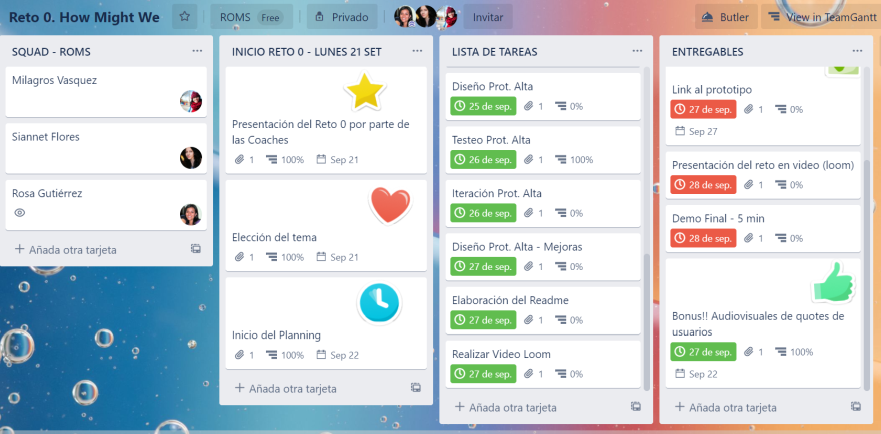 Reto 0. How Might We
ROMS Free
Privado
Invitar
Butler
View in TeamGantt
SQUAD - ROMS
Milagros Vasquez
Siannet Flores
Rosa Gutiérrez
+ Añada otra tarjeta
INICIO RETO 0 - LUNES 21 SET
Presentación del Reto 0 por parte de
las Coaches
1 100% Sep 21
Elección del tema
1 100% Sep 21
Inicio del Planning
1 100% Sep 22
+ Añada otra tarjeta
LISTA DE TAREAS
Diseño Prot. Alta
25 de sep. 1 0%
Testeo Prot. Alta
26 de sep. 1 100%
Iteración Prot. Alta
26 de sep. 1 0%
Diseño Prot. Alta - Mejoras
27 de sep. 1 0%
Elaboración del Readme
27 de sep. 1 0%
Realizar Video Loom
27 de sep. 1 0%
+ Añada otra tarjeta
ENTREGABLES
Link al prototipo
27 de sep. 1 0%
Sep 27
Presentación del reto en video (loom)
28 de sep. 1 0%
Demo Final - 5 min
28 de sep. 1 0%
Bonus!! Audiovisuales de quotes de
usuarios
27 de sep. 1 100%
Sep 22
+ Añada otra tarjeta